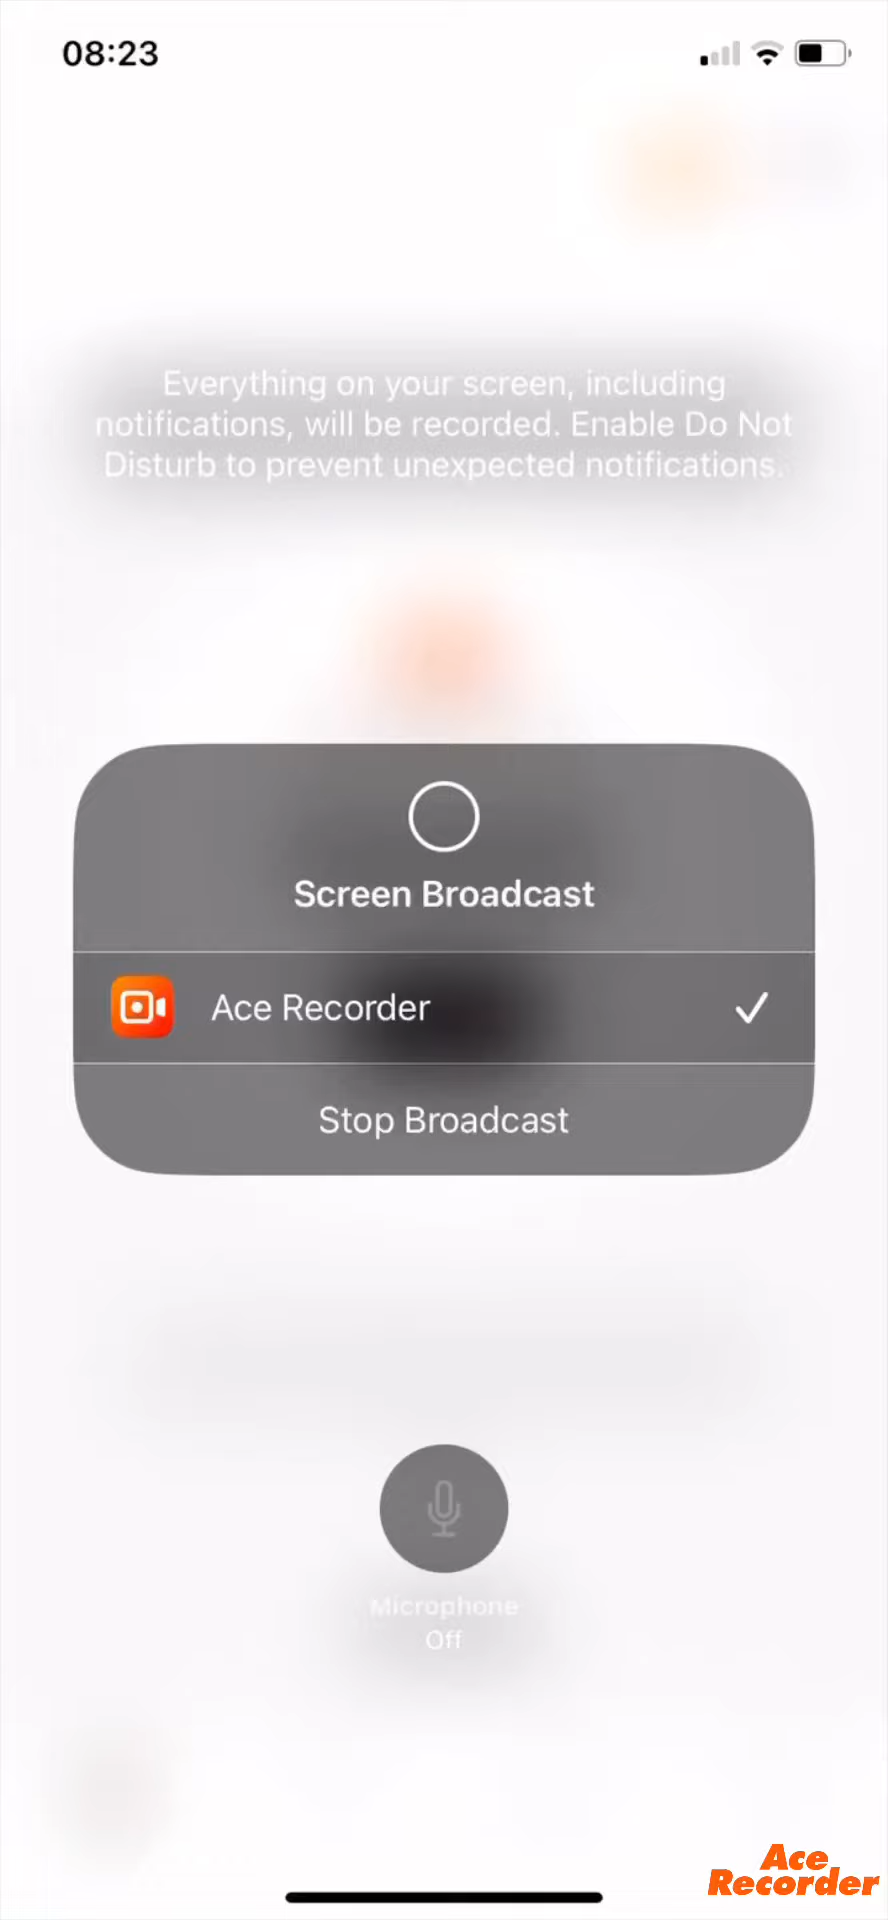 08:23
Everything on your screen, including
notifications, will be recorded. Enable Do Not
Disturb to prevent unexpected notifications.
Screen Broadcast
Ace Recorder
Stop Broadcast
Microphone
Off
Ace
Recorder